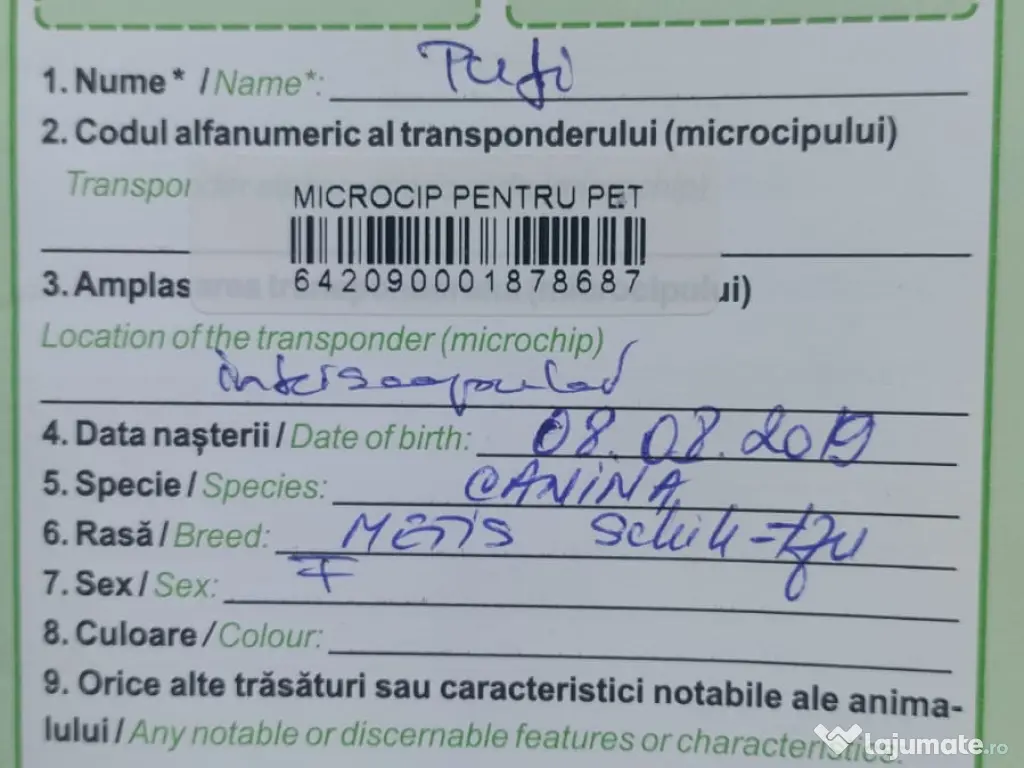 1. Nume* / Name*: Pufi
2. Codul alfanumeric al transponderului (microcipului)
Transpon
MICROCIP PENTRU PET
642090001878687
3. Amplas ui)
Location of the transponder (microchip)
interscapular
4. Data nașterii / Date of birth: 08.08.2019
5. Specie / Species: CANINA
6. Rasă / Breed: METIS Schih-tzu
7. Sex / Sex: F
8. Culoare / Colour:
9. Orice alte trăsături sau caracteristici notabile ale anima-
lului / Any notable or discernable features or characteristics:
Lajumate.ro